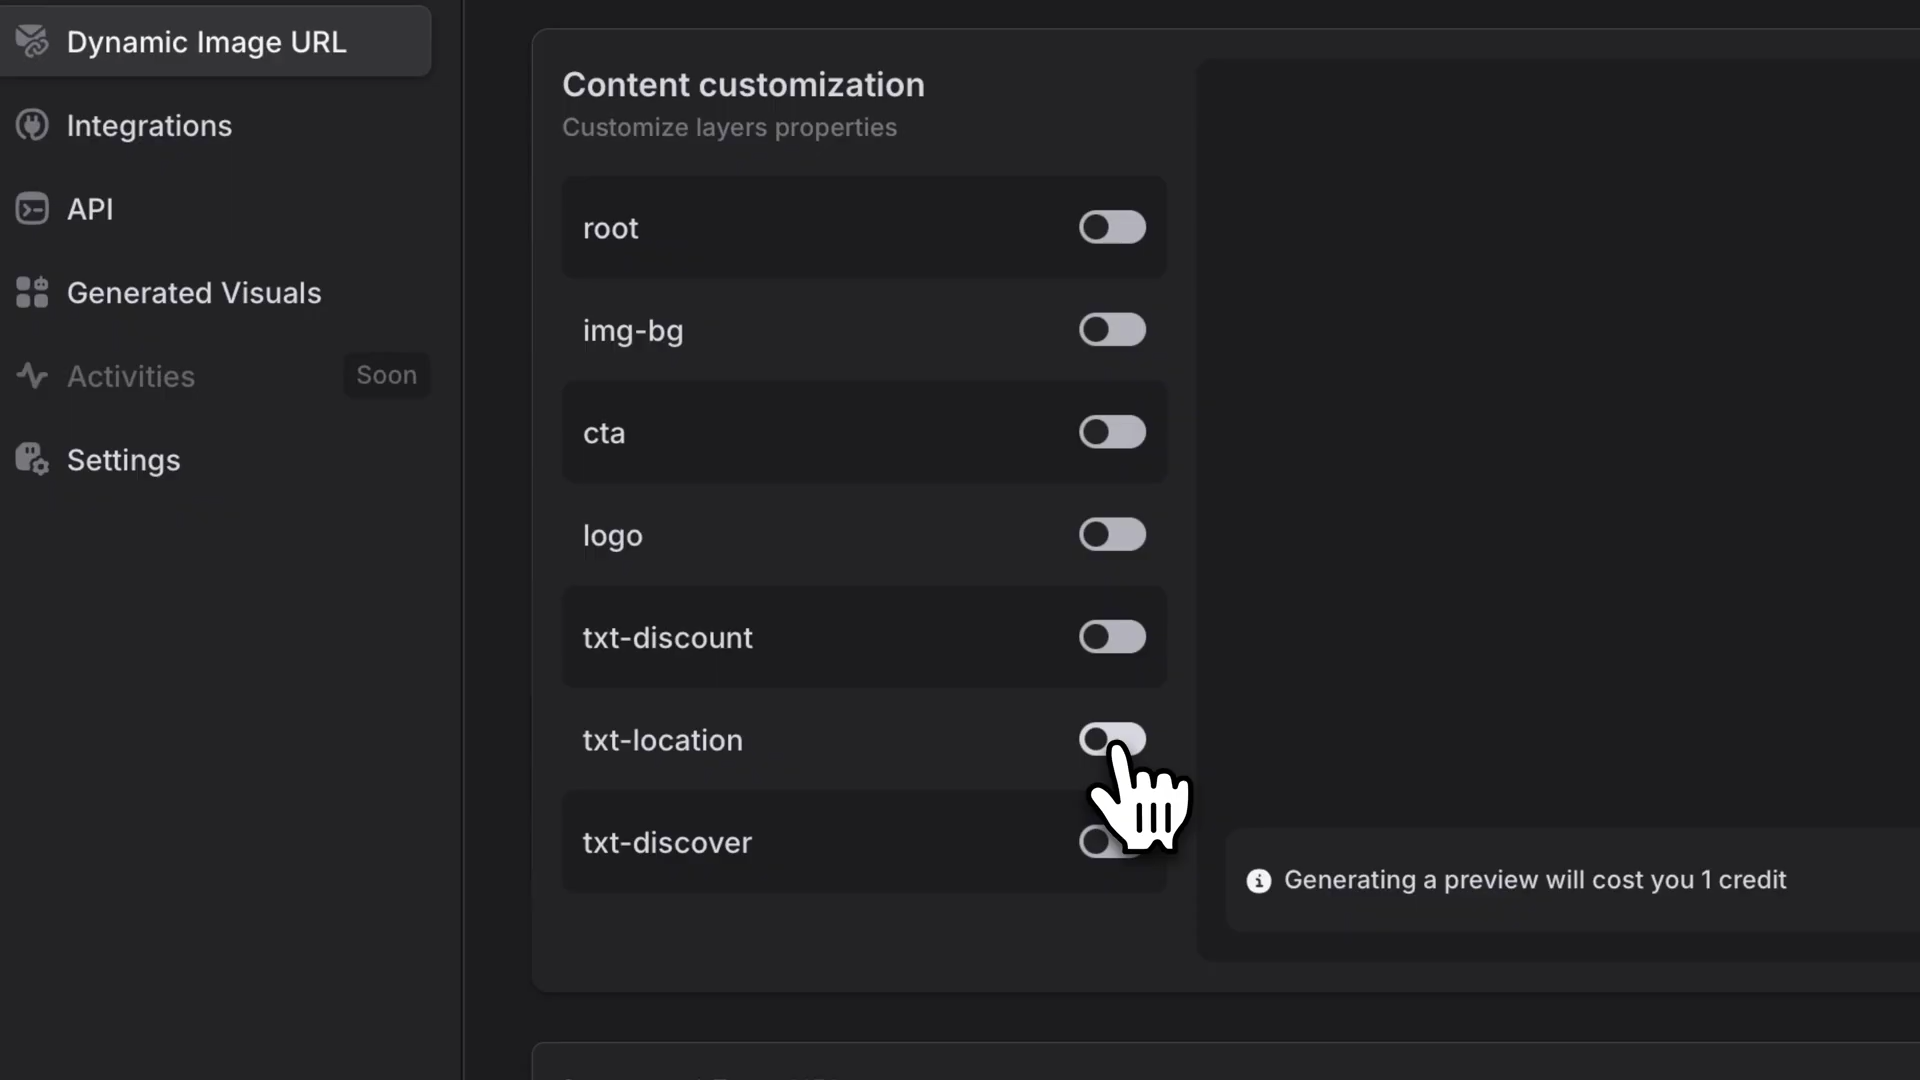 Dynamic Image URL
Integrations
API
Generated Visuals
Activities
Soon
Settings
Content customization
Customize layers properties
root
img-bg
cta
logo
txt-discount
txt-location
txt-discover
Generating a preview will cost you 1 credit